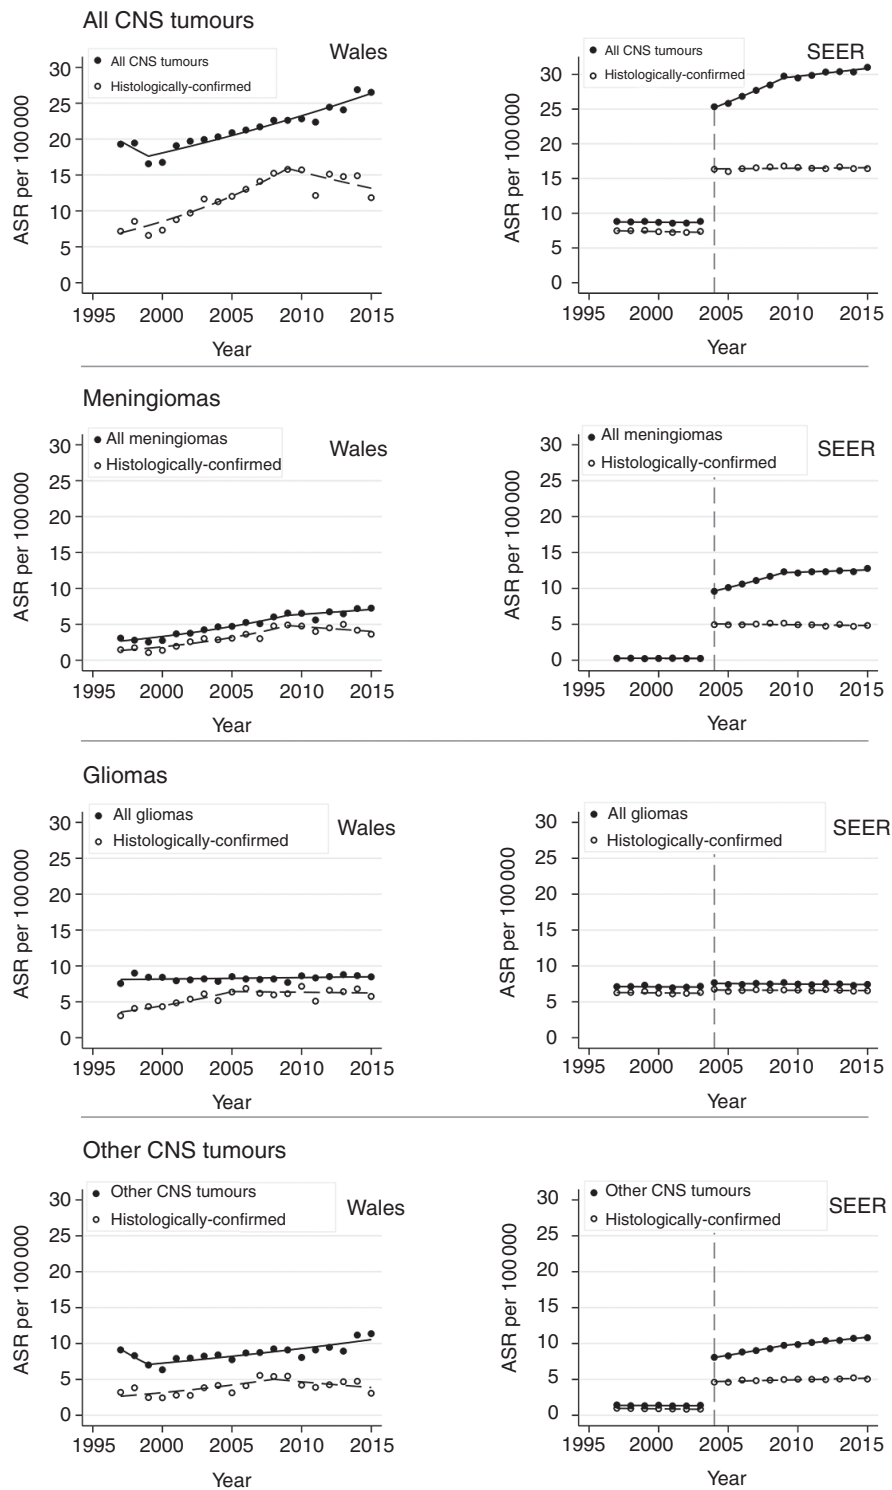 All CNS tumours
All CNS tumours
Histologically-confirmed
Wales
ASR per 100 000
30
25
20
15
10
5
0
1995 2000 2005 2010 2015
Year
All CNS tumours
Histologically-confirmed
SEER
ASR per 100 000
30
25
20
15
10
5
0
1995 2000 2005 2010 2015
Year
Meningiomas
All meningiomas
Histologically-confirmed
Wales
ASR per 100 000
30
25
20
15
10
5
0
1995 2000 2005 2010 2015
Year
All meningiomas
Histologically-confirmed
SEER
ASR per 100 000
30
25
20
15
10
5
0
1995 2000 2005 2010 2015
Year
Gliomas
All gliomas
Histologically-confirmed
Wales
ASR per 100 000
30
25
20
15
10
5
0
1995 2000 2005 2010 2015
Year
All gliomas
Histologically-confirmed
SEER
ASR per 100 000
30
25
20
15
10
5
0
1995 2000 2005 2010 2015
Year
Other CNS tumours
Other CNS tumours
Histologically-confirmed
Wales
ASR per 100 000
30
25
20
15
10
5
0
1995 2000 2005 2010 2015
Year
Other CNS tumours
Histologically-confirmed
SEER
ASR per 100 000
30
25
20
15
10
5
0
1995 2000 2005 2010 2015
Year